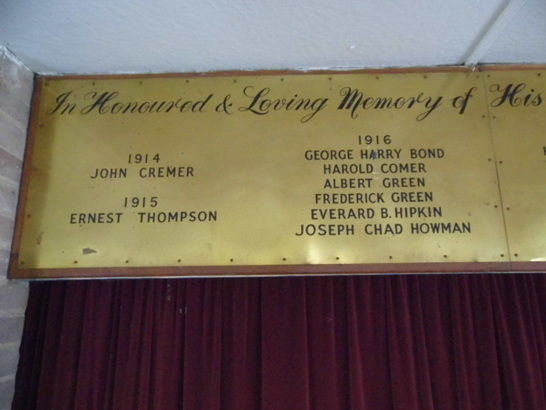 In Honoured & Loving Memory of His
1914
JOHN CREMER
1915
ERNEST THOMPSON
1916
GEORGE HARRY BOND
HAROLD COMER
ALBERT GREEN
FREDERICK GREEN
EVERARD B. HIPKIN
JOSEPH CHAD HOWMAN